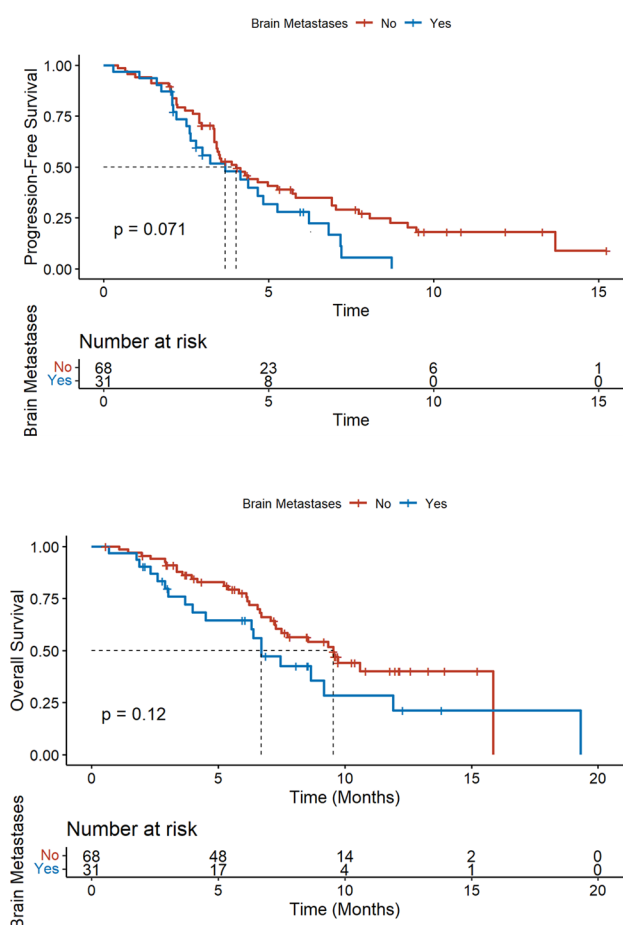 Brain Metastases No Yes
Progression-Free Survival
1.00
0.75
0.50
0.25
0.00
p = 0.071
0 5 10 15
Time
Number at risk
Brain Metastases
No 68 23 6 1
Yes 31 8 0 0
0 5 10 15
Time
Brain Metastases No Yes
Overall Survival
1.00
0.75
0.50
0.25
0.00
p = 0.12
0 5 10 15 20
Time (Months)
Number at risk
Brain Metastases
No 68 48 14 2 0
Yes 31 17 4 1 0
0 5 10 15 20
Time (Months)